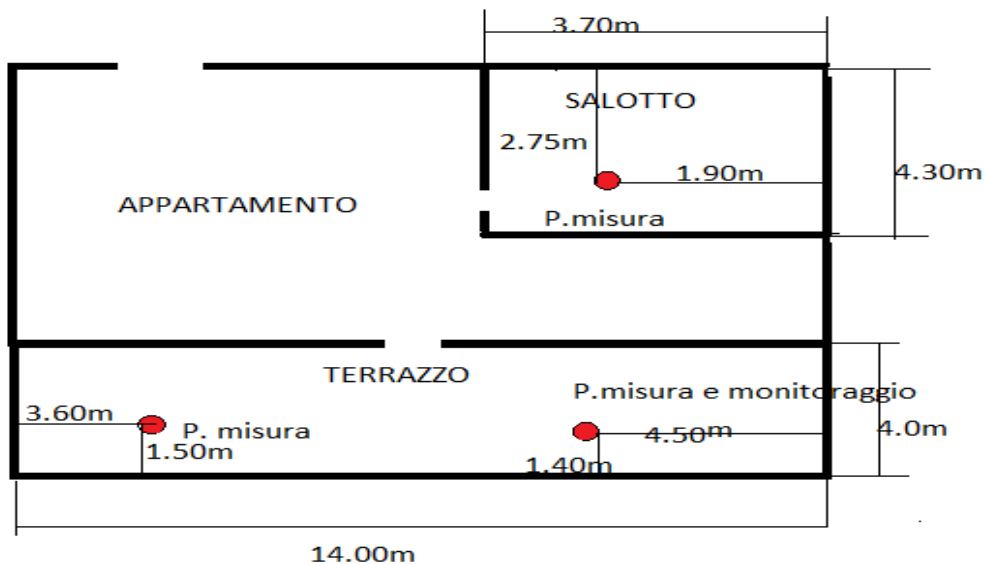 3.70m
SALOTTO
2.75m
1.90m
4.30m
APPARTAMENTO
P.misura
TERRAZZO
P.misura e monitoraggio
3.60m
P. misura
4.50m
4.0m
1.50m
1.40m
14.00m